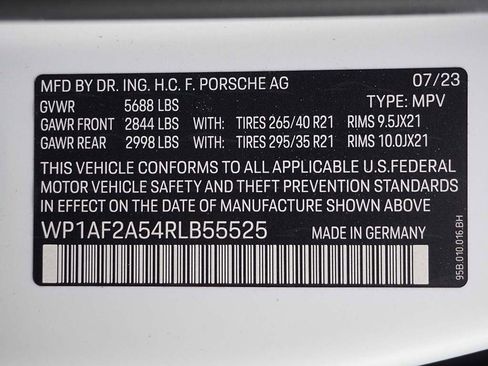 MFD BY DR. ING. H.C. F. PORSCHE AG 07/23
GVWR 5688 LBS TYPE: MPV
GAWR FRONT 2844 LBS WITH: TIRES 265/40 R21 RIMS 9.5JX21
GAWR REAR 2998 LBS WITH: TIRES 295/35 R21 RIMS 10.0JX21
THIS VEHICLE CONFORMS TO ALL APPLICABLE U.S.FEDERAL
MOTOR VEHICLE SAFETY AND THEFT PREVENTION STANDARDS
IN EFFECT ON THE DATE OF MANUFACTURE SHOWN ABOVE
WP1AF2A54RLB55525
95B.010.016.BH